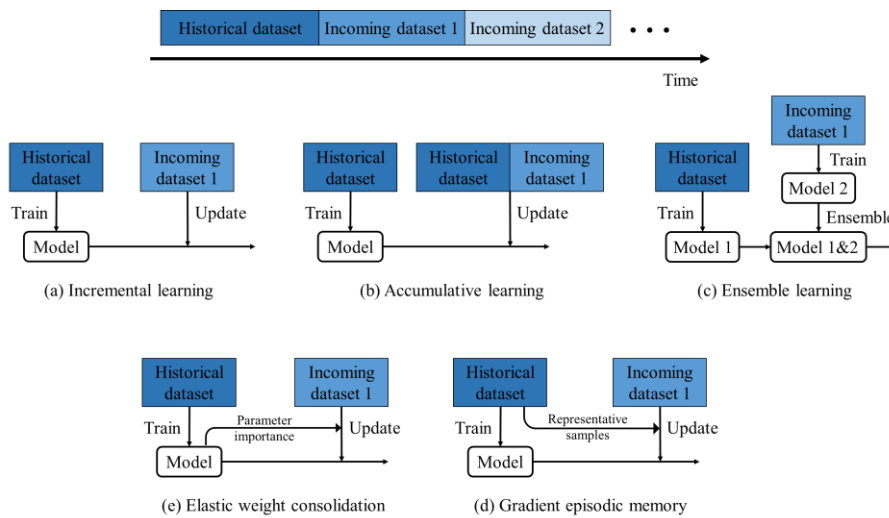 Historical dataset Incoming dataset 1 Incoming dataset 2 • • •
Time
Historical
dataset
Incoming
dataset 1
Train
Update
Model
(a) Incremental learning
Historical
dataset
Historical
dataset
Incoming
dataset 1
Train
Update
Model
(b) Accumulative learning
Incoming
dataset 1
Historical
dataset
Train
Model 2
Train
Ensemble
Model 1
Model 1&2
(c) Ensemble learning
Historical
dataset
Incoming
dataset 1
Train
Parameter
importance
Update
Model
(e) Elastic weight consolidation
Historical
dataset
Incoming
dataset 1
Train
Representative
samples
Update
Model
(d) Gradient episodic memory